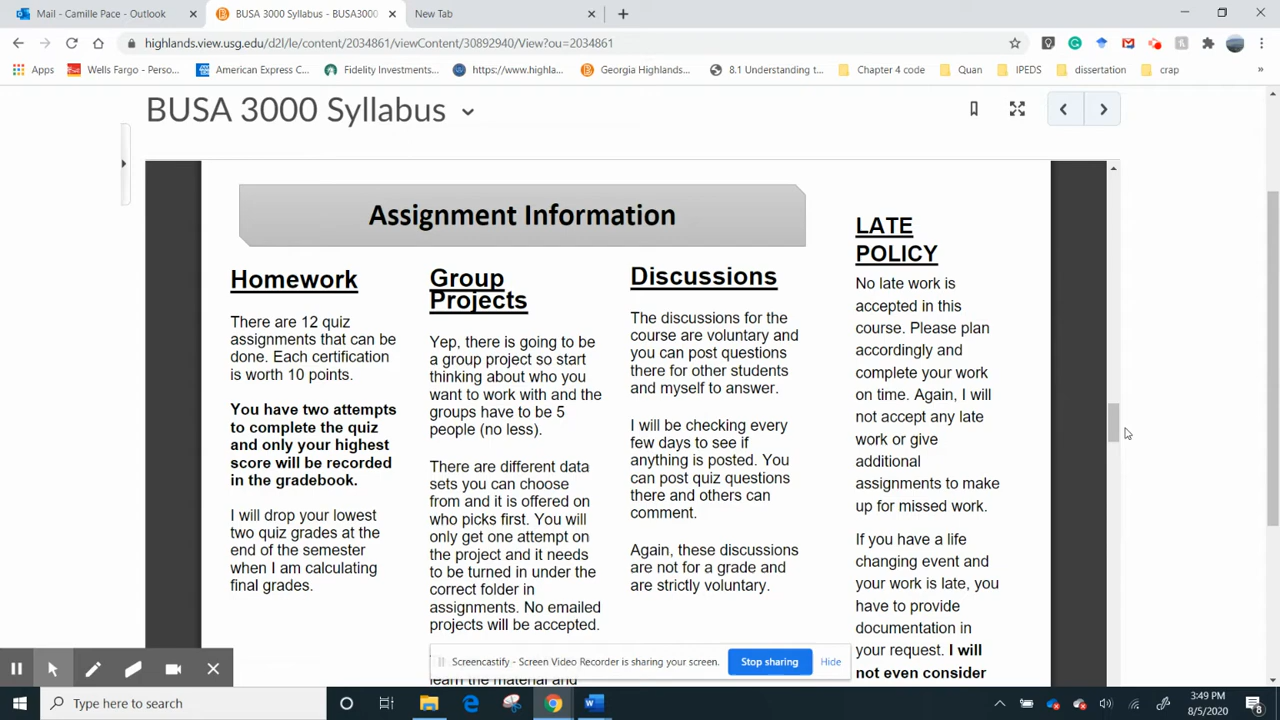 Mail - Camille Pace - Outlook
BUSA 3000 Syllabus - BUSA3000
New Tab
highlands.view.usg.edu/d2l/le/content/2034861/viewContent/30892940/View?ou=2034861
Apps
Wells Fargo - Perso...
American Express C...
Fidelity Investments...
https://www.highla...
Georgia Highlands...
8.1 Understanding t...
Chapter 4 code
Quan
IPEDS
dissertation
crap
BUSA 3000 Syllabus
Assignment Information
Homework
There are 12 quiz
assignments that can be
done. Each certification
is worth 10 points.
You have two attempts
to complete the quiz
and only your highest
score will be recorded
in the gradebook.
I will drop your lowest
two quiz grades at the
end of the semester
when I am calculating
final grades.
Group
Projects
Yep, there is going to be
a group project so start
thinking about who you
want to work with and the
groups have to be 5
people (no less).
There are different data
sets you can choose
from and it is offered on
who picks first. You will
only get one attempt on
the project and it needs
to be turned in under the
correct folder in
assignments. No emailed
projects will be accepted.
learn the material and
Discussions
The discussions for the
course are voluntary and
you can post questions
there for other students
and myself to answer.
I will be checking every
few days to see if
anything is posted. You
can post quiz questions
there and others can
comment.
Again, these discussions
are not for a grade and
are strictly voluntary.
LATE
POLICY
No late work is
accepted in this
course. Please plan
accordingly and
complete your work
on time. Again, I will
not accept any late
work or give
additional
assignments to make
up for missed work.
If you have a life
changing event and
your work is late, you
have to provide
documentation in
your request. I will
not even consider
Screencastify - Screen Video Recorder is sharing your screen.
Stop sharing
Hide
Type here to search
3:49 PM
8/5/2020
8